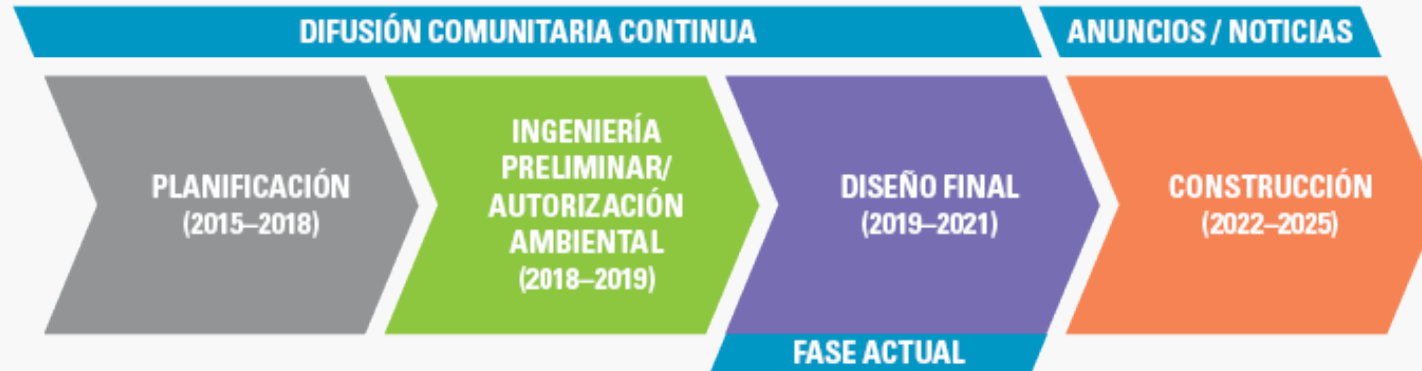 DIFUSIÓN COMUNITARIA CONTINUA
ANUNCIOS / NOTICIAS
PLANIFICACIÓN
(2015–2018)
INGENIERÍA
PRELIMINAR/
AUTORIZACIÓN
AMBIENTAL
(2018–2019)
DISEÑO FINAL
(2019–2021)
CONSTRUCCIÓN
(2022–2025)
FASE ACTUAL